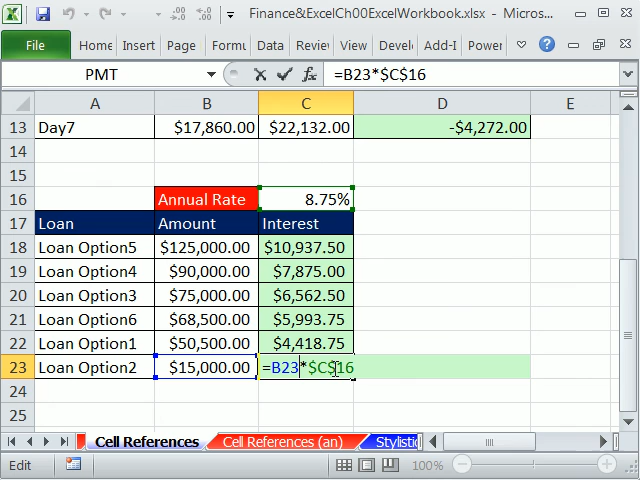 Finance&ExcelCh00ExcelWorkbook.xlsx - Microsof...
File Home Insert Page Formu Data Reviev View Develo Add-I Power
PMT =B23*$C$16
A B C D E
13 Day7 $17,860.00 $22,132.00 -$4,272.00
14
15
16 Annual Rate 8.75%
17 Loan Amount Interest
18 Loan Option5 $125,000.00 $10,937.50
19 Loan Option4 $90,000.00 $7,875.00
20 Loan Option3 $75,000.00 $6,562.50
21 Loan Option6 $68,500.00 $5,993.75
22 Loan Option1 $50,500.00 $4,418.75
23 Loan Option2 $15,000.00 =B23*$C$16
24
25
Cell References Cell References (an) Stylistic
Edit 100%